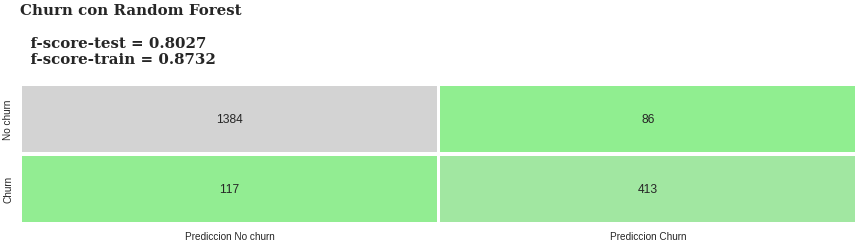 Churn con Random Forest
f-score-test = 0.8027
f-score-train = 0.8732
No churn
1384
86
Churn
117
413
Prediccion No churn
Prediccion Churn